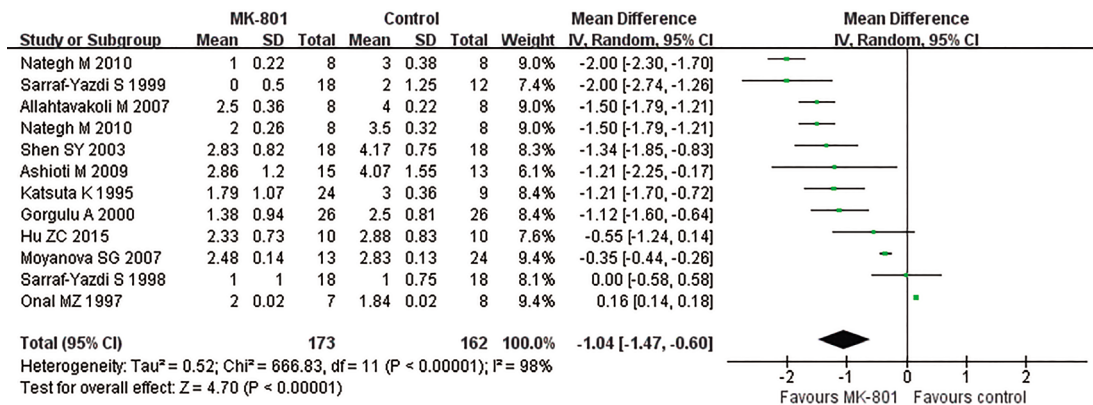 MK-801 Control Mean Difference Mean Difference
Study or Subgroup Mean SD Total Mean SD Total Weight IV, Random, 95% CI IV, Random, 95% CI
Nategh M 2010 1 0.22 8 3 0.38 8 9.0% -2.00 [-2.30, -1.70]
Sarraf-Yazdi S 1999 0 0.5 18 2 1.25 12 7.4% -2.00 [-2.74, -1.26]
Allahtavakoli M 2007 2.5 0.36 8 4 0.22 8 9.0% -1.50 [-1.79, -1.21]
Nategh M 2010 2 0.26 8 3.5 0.32 8 9.0% -1.50 [-1.79, -1.21]
Shen SY 2003 2.83 0.82 18 4.17 0.75 18 8.3% -1.34 [-1.85, -0.83]
Ashioti M 2009 2.86 1.2 15 4.07 1.55 13 6.1% -1.21 [-2.25, -0.17]
Katsuta K 1995 1.79 1.07 24 3 0.36 9 8.4% -1.21 [-1.70, -0.72]
Gorgulu A 2000 1.38 0.94 26 2.5 0.81 26 8.4% -1.12 [-1.60, -0.64]
Hu ZC 2015 2.33 0.73 10 2.88 0.83 10 7.6% -0.55 [-1.24, 0.14]
Moyanova SG 2007 2.48 0.14 13 2.83 0.13 24 9.4% -0.35 [-0.44, -0.26]
Sarraf-Yazdi S 1998 1 1 18 1 0.75 18 8.1% 0.00 [-0.58, 0.58]
Onal MZ 1997 2 0.02 7 1.84 0.02 8 9.4% 0.16 [0.14, 0.18]
Total (95% CI) 173 162 100.0% -1.04 [-1.47, -0.60]
Heterogeneity: Tau² = 0.52; Chi² = 666.83, df = 11 (P < 0.00001); I² = 98%
Test for overall effect: Z = 4.70 (P < 0.00001)
-2 -1 0 1 2
Favours MK-801 Favours control